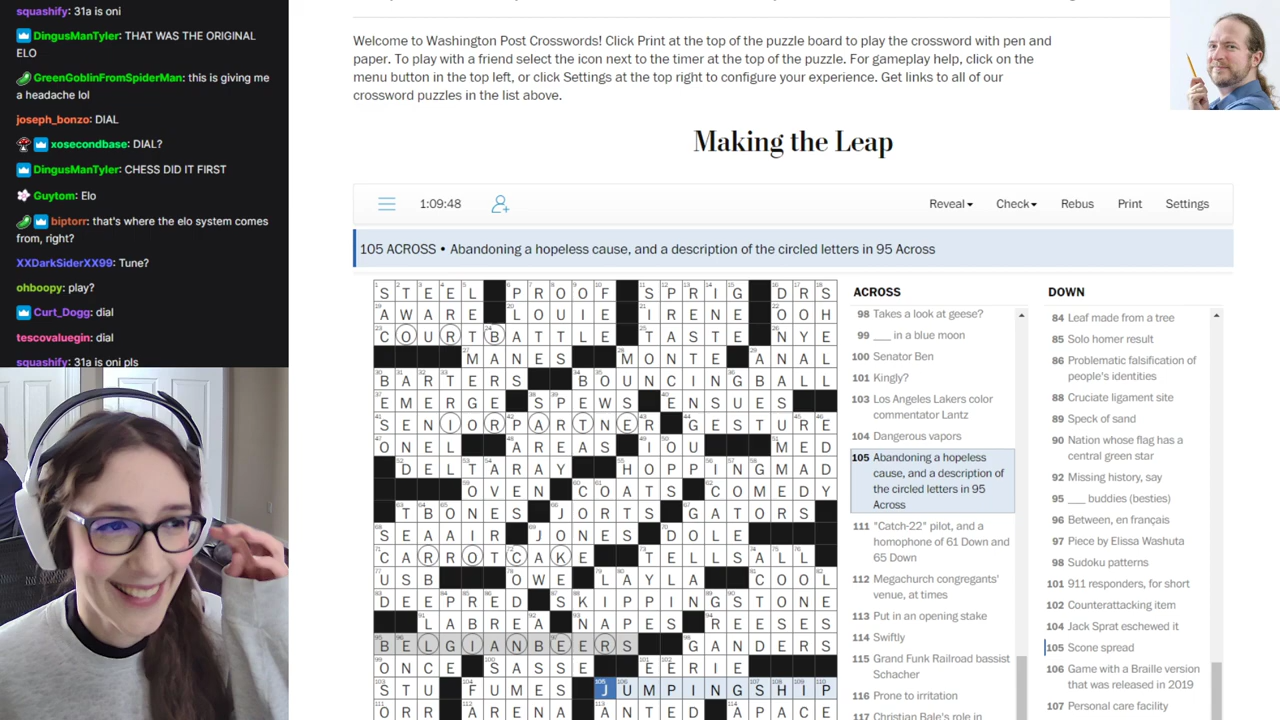 squashify: 31a is oni
DingusManTyler: THAT WAS THE ORIGINAL
ELO
GreenGoblinFromSpiderMan: this is giving me
a headache lol
joseph_bonzo: DIAL
xosecondbase: DIAL?
DingusManTyler: CHESS DID IT FIRST
Guytom: Elo
biptorr: that's where the elo system comes
from, right?
XXDarkSiderXX99: Tune?
ohboopy: play?
Curt_Dogg: dial
tescovaluegin: dial
squashify: 31a is oni pls
Welcome to Washington Post Crosswords! Click Print at the top of the puzzle board to play the crossword with pen and
paper. To play with a friend select the icon next to the timer at the top of the puzzle. For gameplay help, click on the
menu button in the top left, or click Settings at the top right to configure your experience. Get links to all of our
crossword puzzles in the list above.
Making the Leap
1:09:48
Reveal Check Rebus Print Settings
105 ACROSS • Abandoning a hopeless cause, and a description of the circled letters in 95 Across
STEEL PROOF SPRIG DRS
AWARE LOUIE IRENE OOH
COURTBATTLE TASTE NYE
MANES MONTE ANAL
BARTERS BOUNCINGBALL
EMERGE SPEWS ENSUES
SENIORPARTNER GESTURE
ONEL AREAS IOU MED
DELTARAY HOPPINGMAD
OVEN COATS COMEDY
TBONES JORTS GATORS
SEAAIR JONES DOLE
CARROTCAKE TELLSALL
USB OWE LAYLA COOL
DEEPRED SKIPPINGSTONE
LABREA NAPES REESES
BELGIANBEERS GANDERS
ONCE SASSE EERIE
STU FUMES JUMPINGSHIP
ORR ARENA ANTED APACE
ACROSS
98 Takes a look at geese?
99 ___ in a blue moon
100 Senator Ben
101 Kingly?
103 Los Angeles Lakers color
commentator Lantz
104 Dangerous vapors
105 Abandoning a hopeless
cause, and a description of
the circled letters in 95
Across
111 "Catch-22" pilot, and a
homophone of 61 Down and
65 Down
112 Megachurch congregants'
venue, at times
113 Put in an opening stake
114 Swiftly
115 Grand Funk Railroad bassist
Schacher
116 Prone to irritation
117 Christian Bale's role in
DOWN
84 Leaf made from a tree
85 Solo homer result
86 Problematic falsification of
people's identities
88 Cruciate ligament site
89 Speck of sand
90 Nation whose flag has a
central green star
92 Missing history, say
95 ___ buddies (besties)
96 Between, en français
97 Piece by Elissa Washuta
98 Sudoku patterns
101 911 responders, for short
102 Counterattacking item
104 Jack Sprat eschewed it
105 Scone spread
106 Game with a Braille version
that was released in 2019
107 Personal care facility